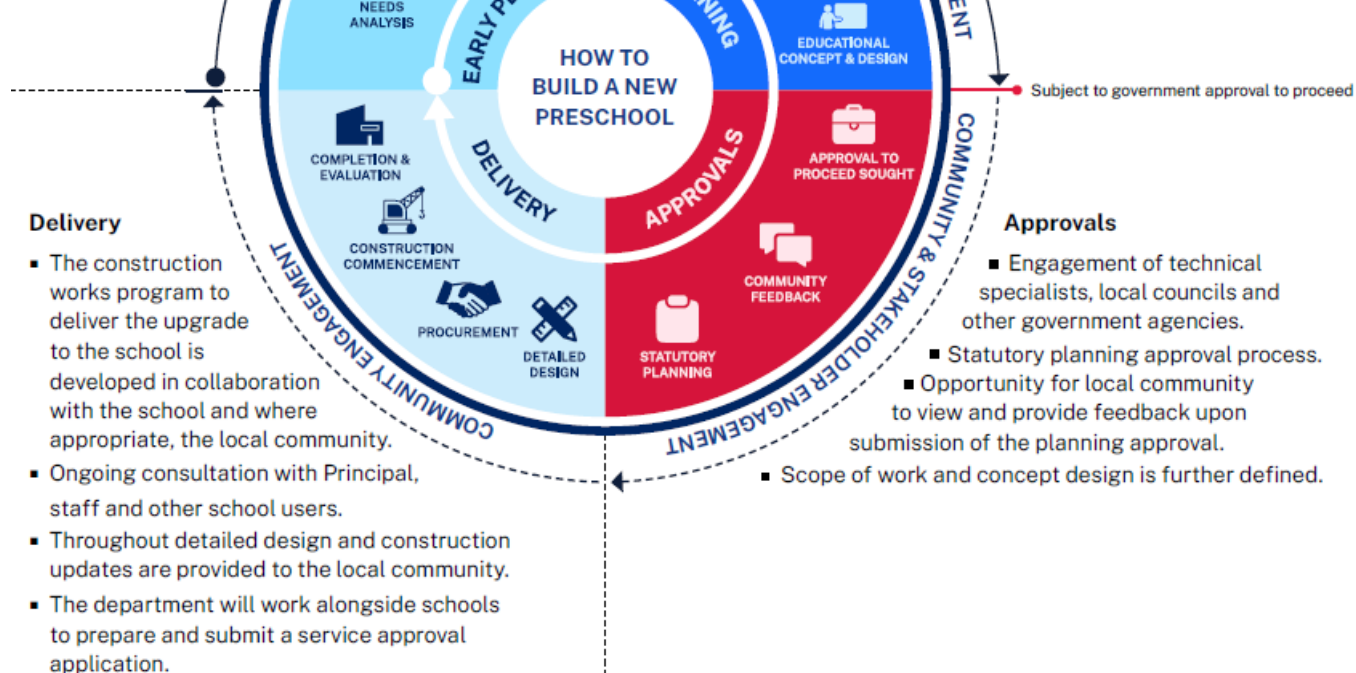 NEEDS
ANALYSIS
HOW TO
BUILD A NEW
PRESCHOOL
EDUCATIONAL
CONCEPT & DESIGN
Subject to government approval to proceed
COMPLETION &
EVALUATION
DELIVERY
APPROVALS
APPROVAL TO
PROCEED SOUGHT
CONSTRUCTION
COMMENCEMENT
COMMUNITY
FEEDBACK
PROCUREMENT
DETAILED
DESIGN
STATUTORY
PLANNING
COMMUNITY ENGAGEMENT
COMMUNITY & STAKEHOLDER ENGAGEMENT
Delivery
▪ The construction
works program to
deliver the upgrade
to the school is
developed in collaboration
with the school and where
appropriate, the local community.
▪ Ongoing consultation with Principal,
staff and other school users.
▪ Throughout detailed design and construction
updates are provided to the local community.
▪ The department will work alongside schools
to prepare and submit a service approval
application.
Approvals
▪ Engagement of technical
specialists, local councils and
other government agencies.
▪ Statutory planning approval process.
▪ Opportunity for local community
to view and provide feedback upon
submission of the planning approval.
▪ Scope of work and concept design is further defined.